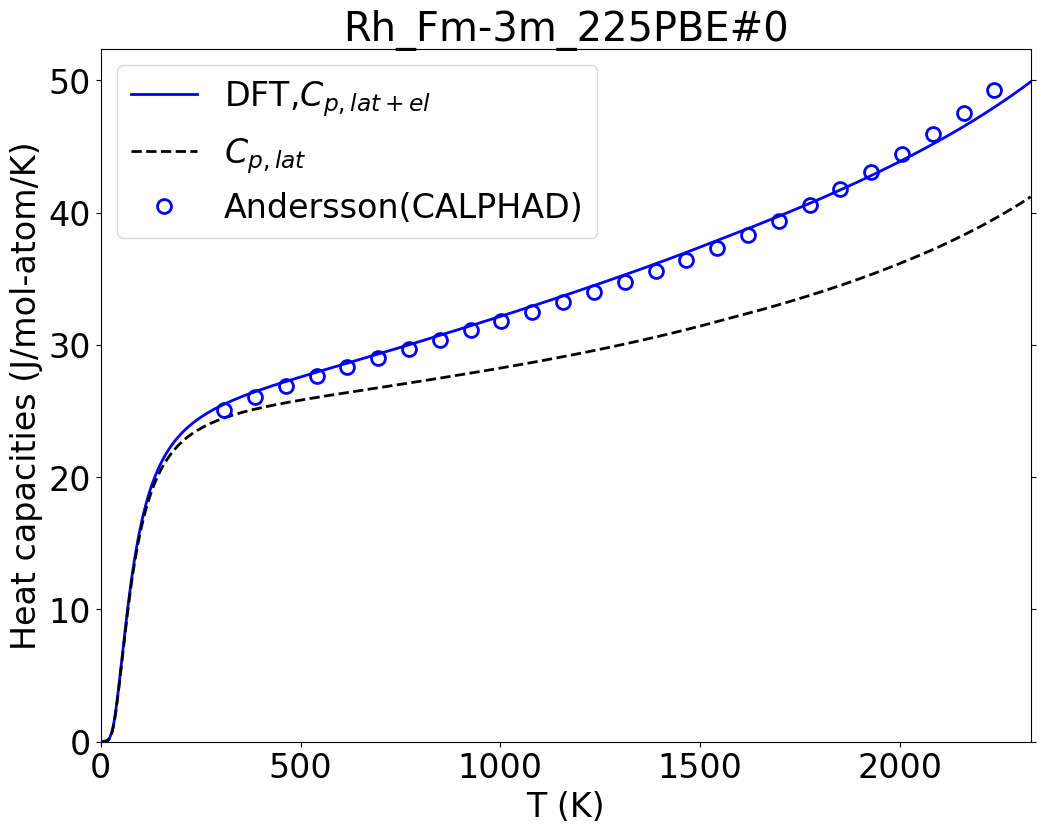 Rh_Fm-3m_225PBE#0
DFT,C_{p, lat+el}
C_{p, lat}
Andersson(CALPHAD)
Heat capacities (J/mol-atom/K)
50
40
30
20
10
0
0 500 1000 1500 2000
T (K)